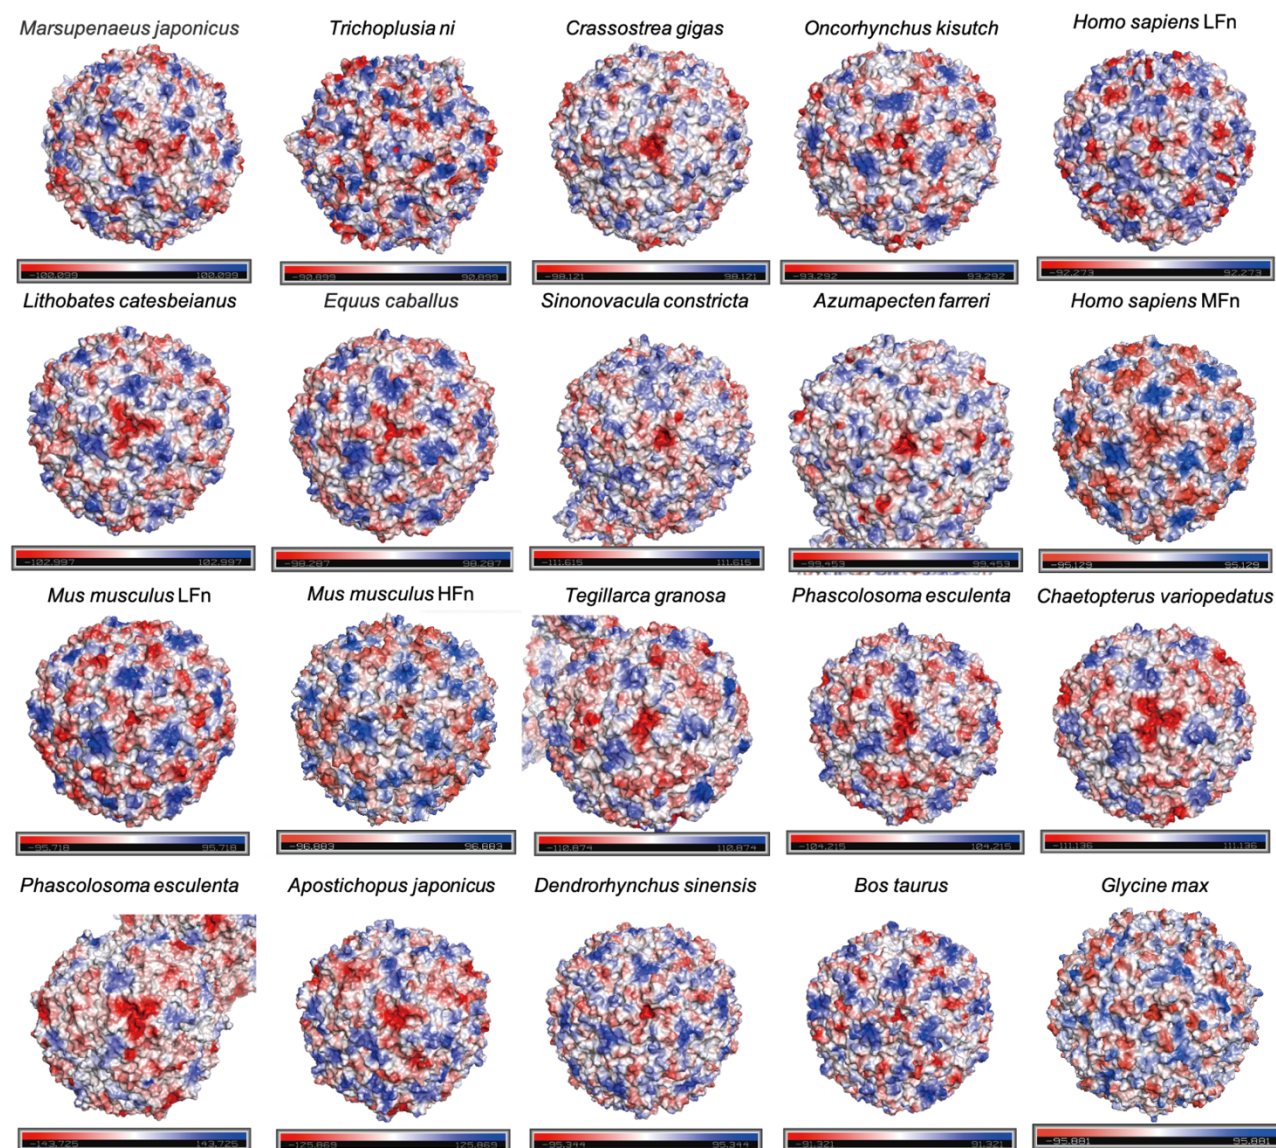 Marsupenaeus japonicus
Trichoplusia ni
Crassostrea gigas
Oncorhynchus kisutch
Homo sapiens LFn
-100.099 100.099
-90.899 90.899
-98.121 98.121
-93.292 93.292
-92.273 92.273
Lithobates catesbeianus
Equus caballus
Sinonovacula constricta
Azumapecten farreri
Homo sapiens MFn
-102.997 102.997
-98.287 98.287
-111.615 111.615
-99.453 99.453
-95.129 95.129
Mus musculus LFn
Mus musculus HFn
Tegillarca granosa
Phascolosoma esculenta
Chaetopterus variopedatus
-95.718 95.718
-96.883 96.883
-110.874 110.874
-104.215 104.215
-111.136 111.136
Phascolosoma esculenta
Apostichopus japonicus
Dendrorhynchus sinensis
Bos taurus
Glycine max
-143.725 143.725
-125.869 125.869
-95.344 95.344
-91.321 91.321
-95.881 95.881